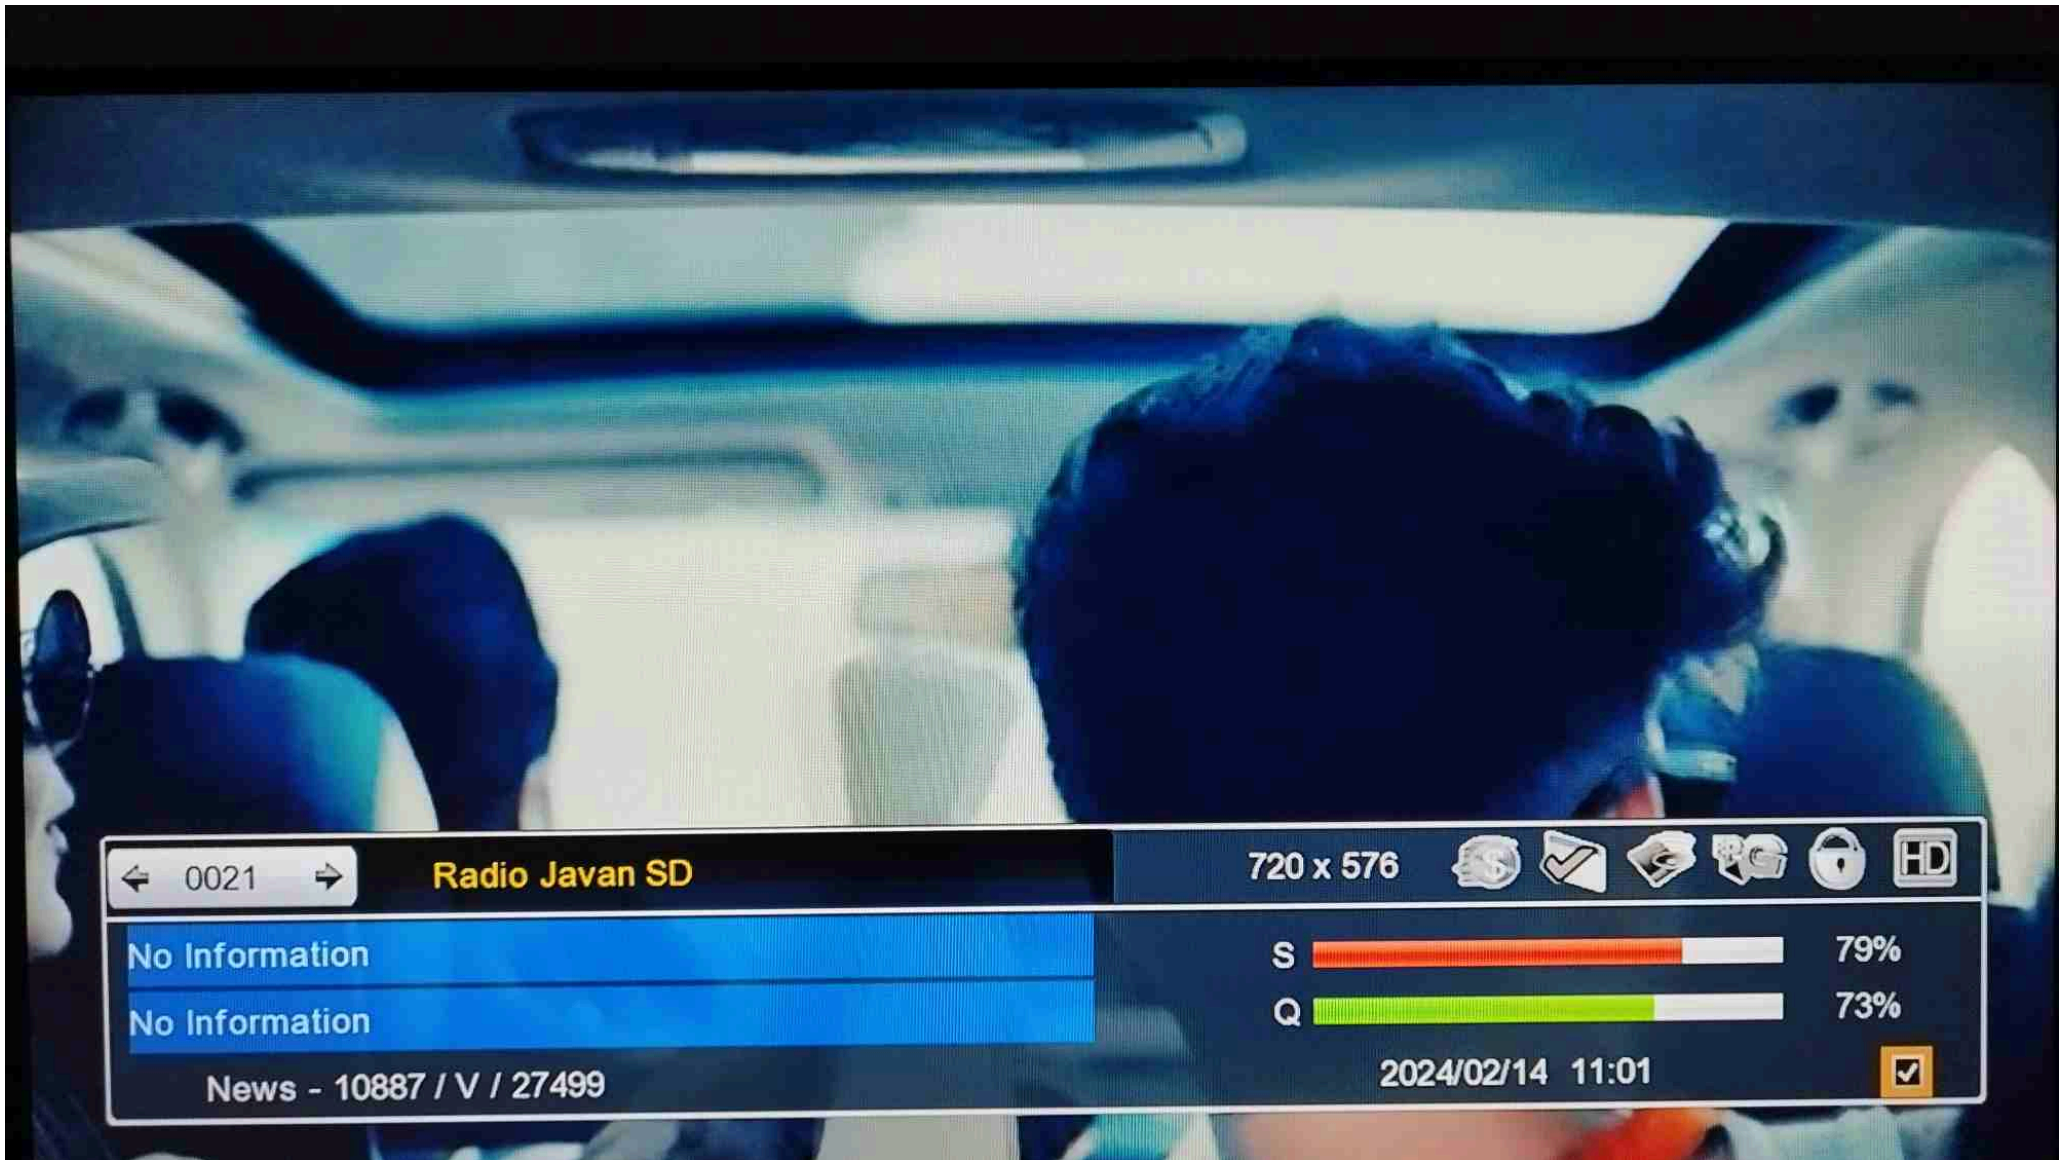 0021 Radio Javan SD 720 x 576 HD
No Information S 79%
No Information Q 73%
News - 10887 / V / 27499 2024/02/14 11:01